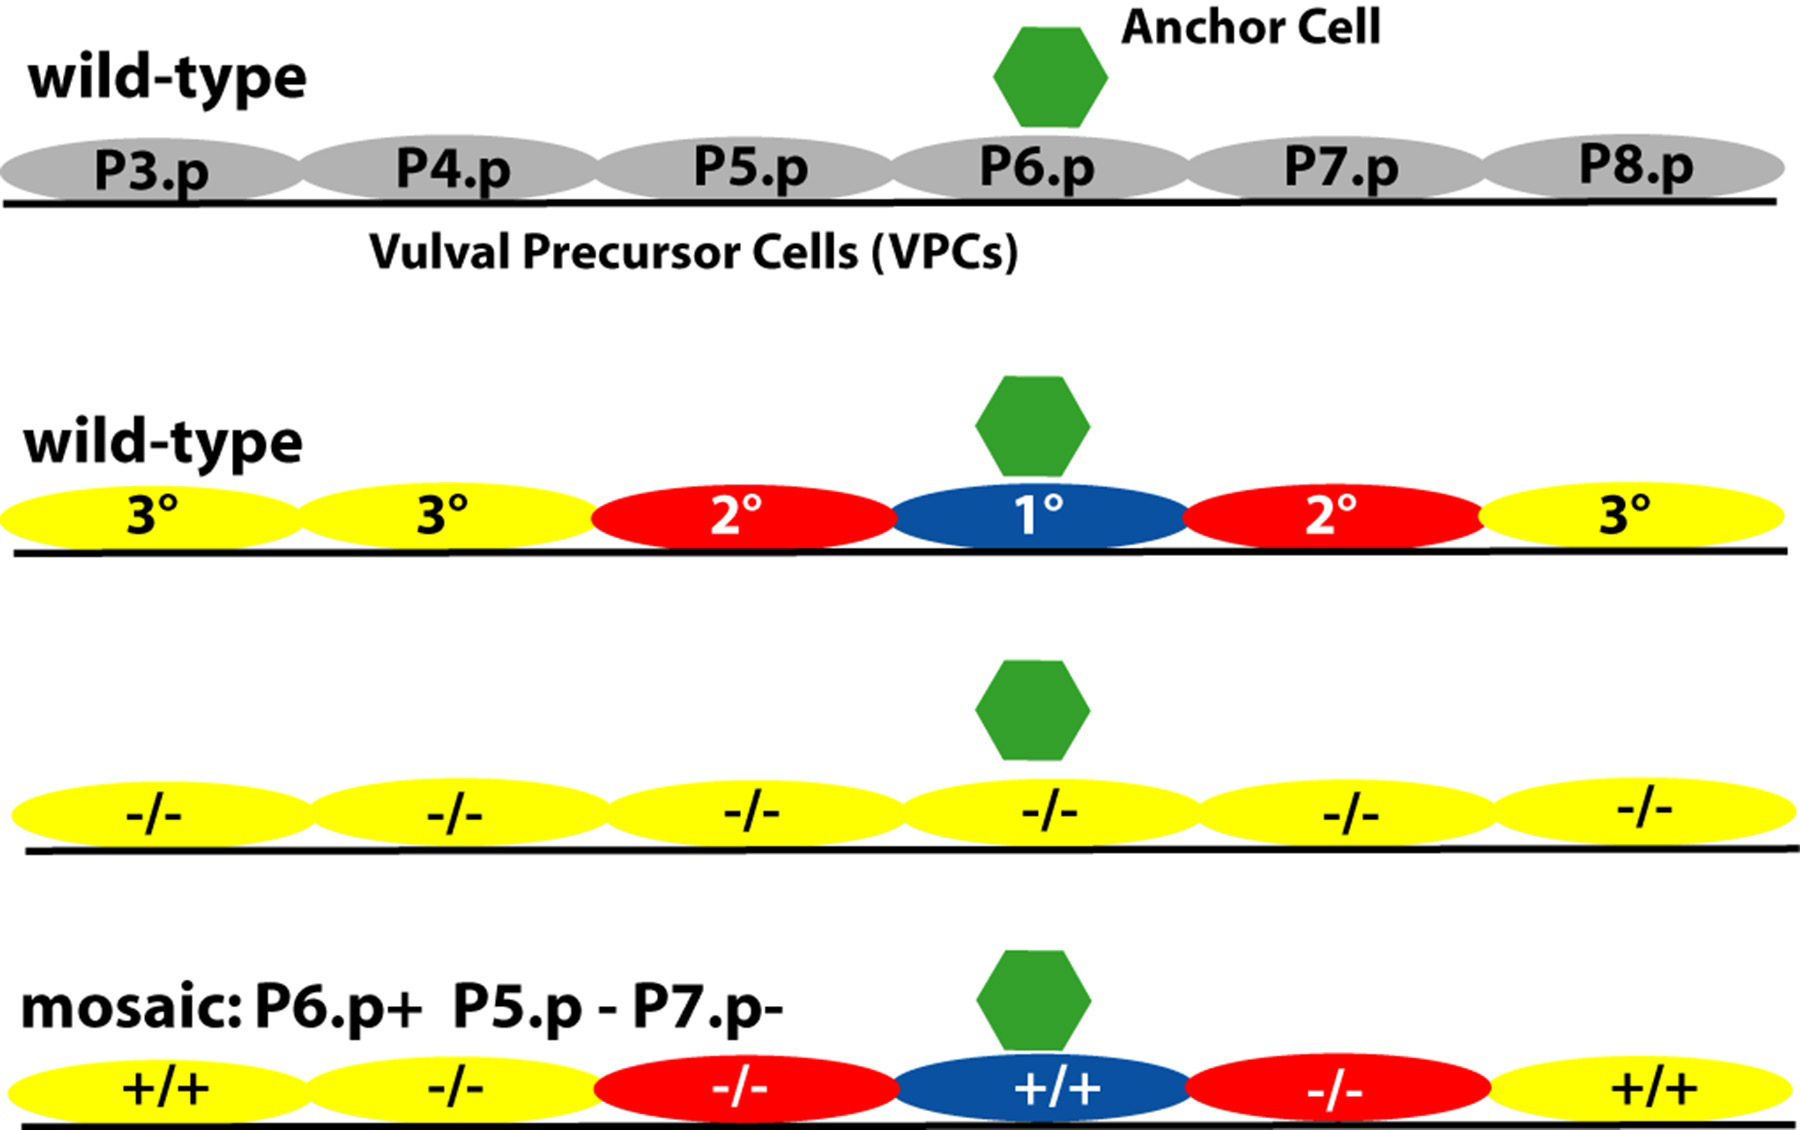 Anchor Cell
wild-type
P3.p P4.p P5.p P6.p P7.p P8.p
Vulval Precursor Cells (VPCs)
wild-type
3° 3° 2° 1° 2° 3°
-/- -/- -/- -/- -/- -/-
mosaic: P6.p+ P5.p - P7.p-
+/+ -/- -/- +/+ -/- +/+